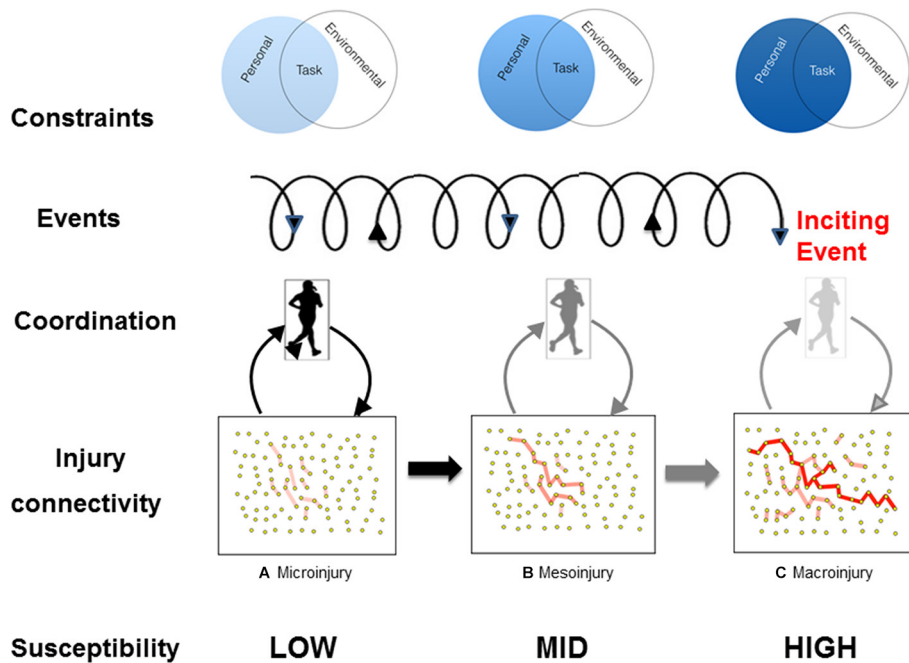 Personal Task Environmental
Personal Task Environmental
Personal Task Environmental
Constraints
Events
Inciting
Event
Coordination
Injury
connectivity
A Microinjury
B Mesoinjury
C Macroinjury
Susceptibility
LOW
MID
HIGH